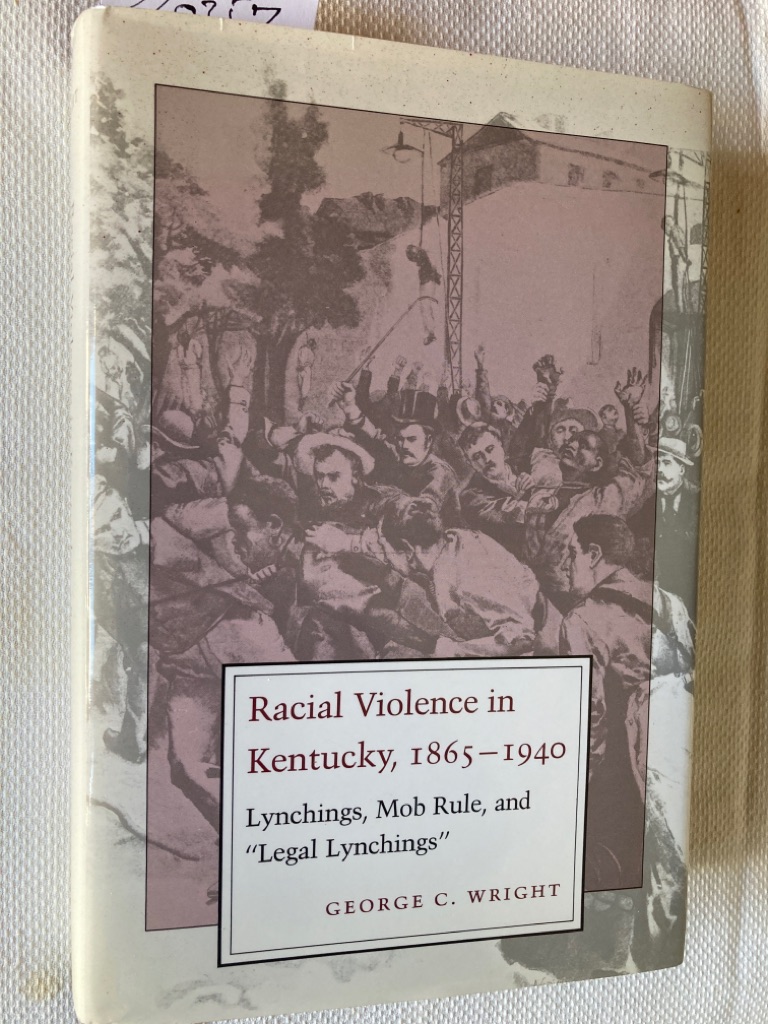 Racial Violence in
Kentucky, 1865–1940
Lynchings, Mob Rule, and
“Legal Lynchings”
GEORGE C. WRIGHT